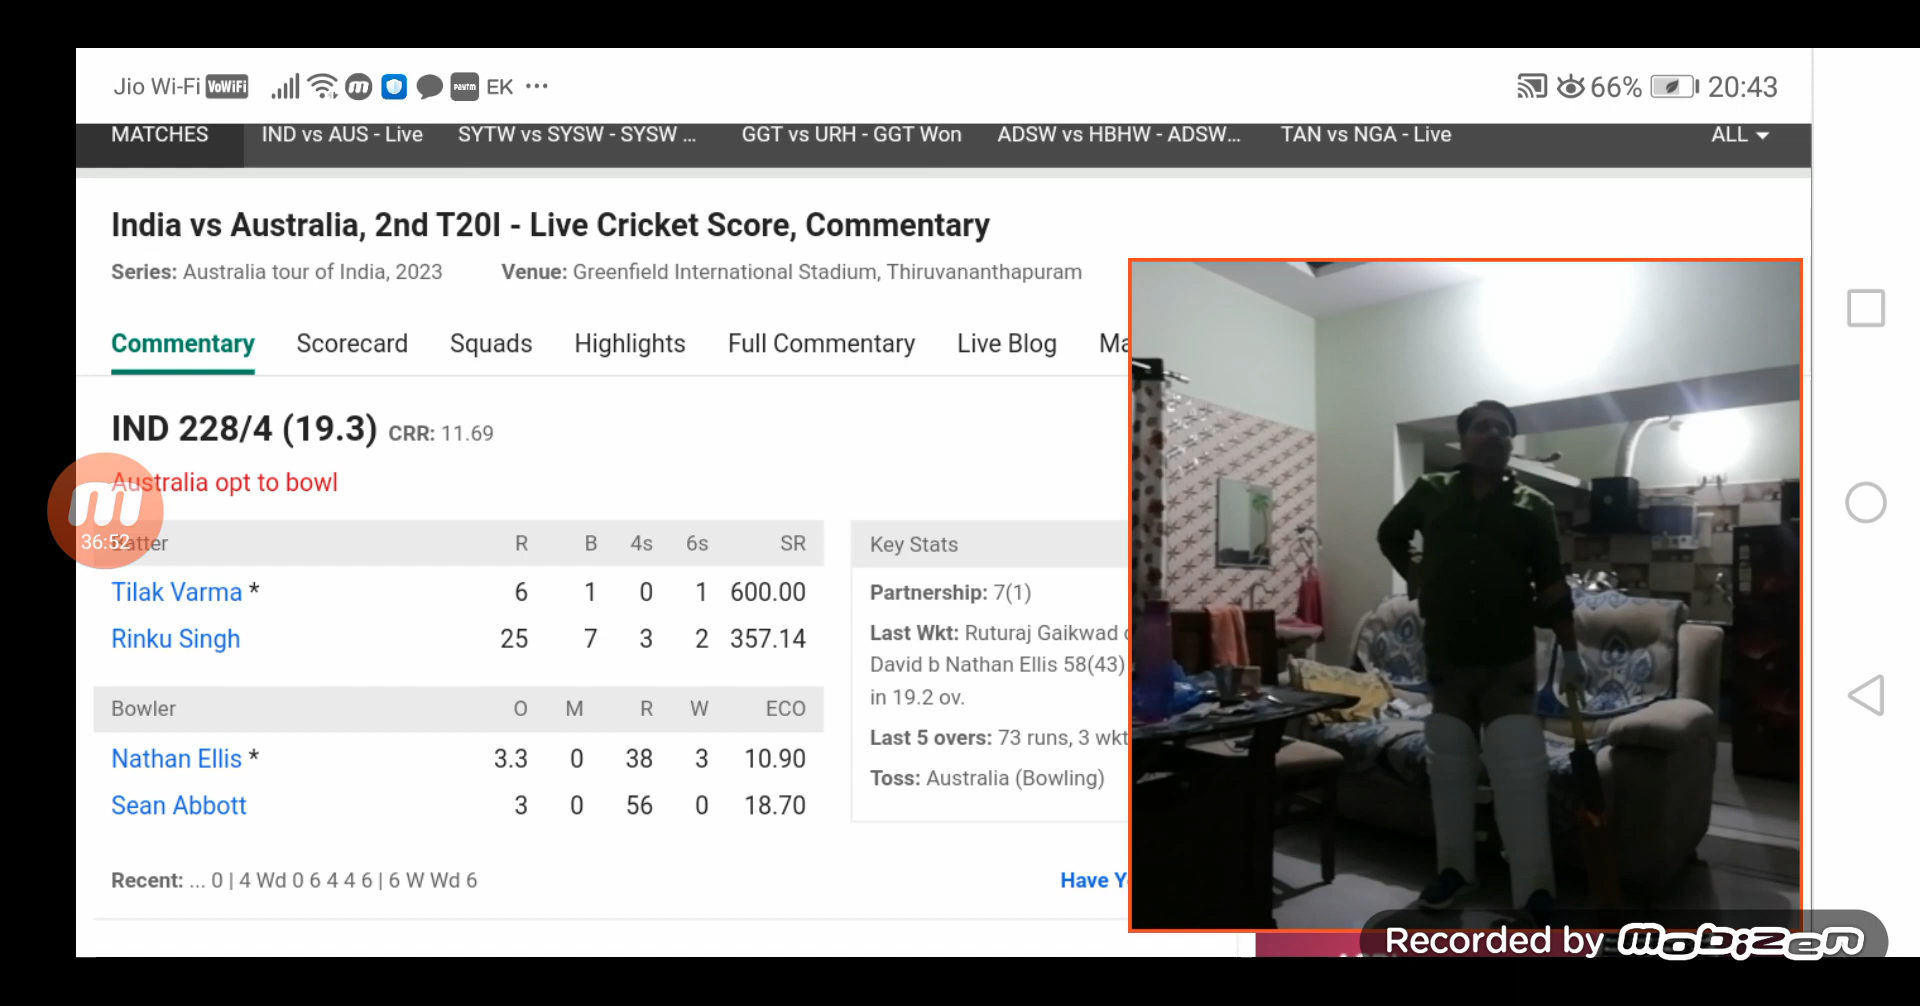 Jio Wi-Fi VoWiFi m paytm EK ... 66% 20:43
MATCHES IND vs AUS - Live SYTW vs SYSW - SYSW ... GGT vs URH - GGT Won ADSW vs HBHW - ADSW... TAN vs NGA - Live ALL
India vs Australia, 2nd T20I - Live Cricket Score, Commentary
Series: Australia tour of India, 2023 Venue: Greenfield International Stadium, Thiruvananthapuram
Commentary Scorecard Squads Highlights Full Commentary Live Blog Ma
IND 228/4 (19.3) CRR: 11.69
Australia opt to bowl
m
36:52
Batter R B 4s 6s SR
Tilak Varma * 6 1 0 1 600.00
Rinku Singh 25 7 3 2 357.14
Bowler O M R W ECO
Nathan Ellis * 3.3 0 38 3 10.90
Sean Abbott 3 0 56 0 18.70
Recent: ... 0 | 4 Wd 0 6 4 4 6 | 6 W Wd 6
Key Stats
Partnership: 7(1)
Last Wkt: Ruturaj Gaikwad c
David b Nathan Ellis 58(43)
in 19.2 ov.
Last 5 overs: 73 runs, 3 wkt
Toss: Australia (Bowling)
Have Y
Recorded by mobizen